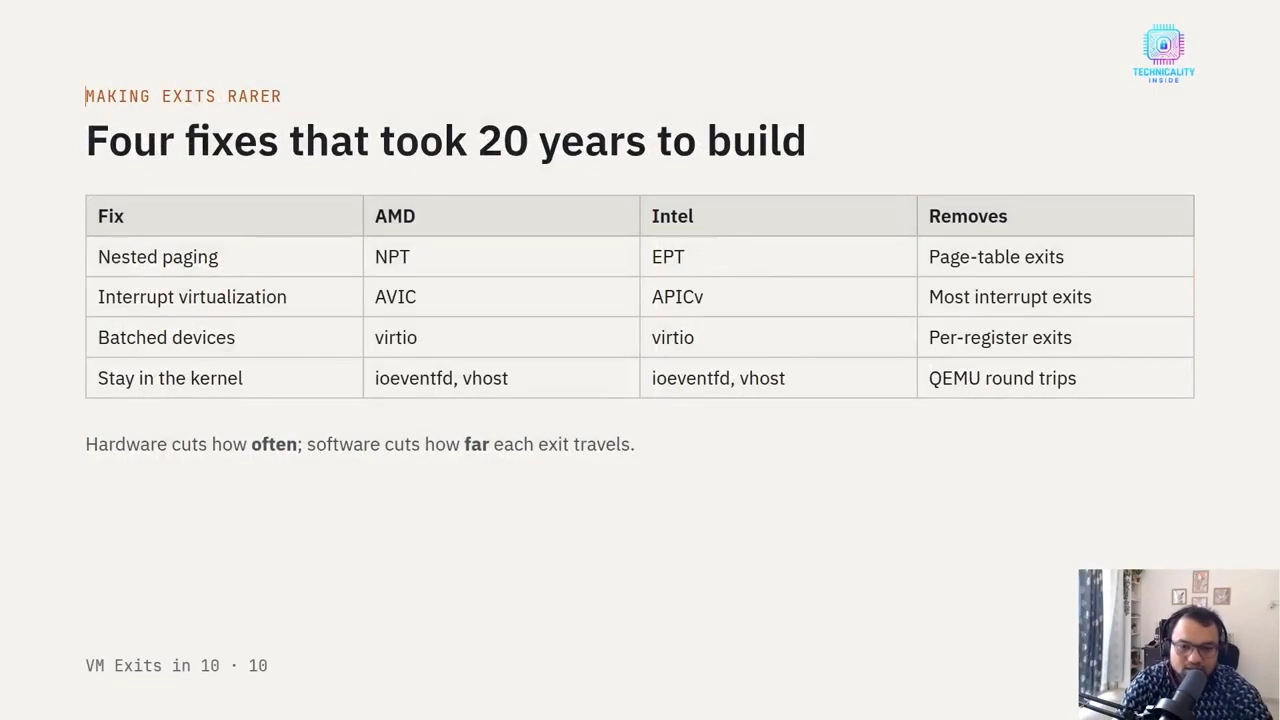 TECHNICALITY
INSIDE
MAKING EXITS RARER
Four fixes that took 20 years to build
Fix AMD Intel Removes
Nested paging NPT EPT Page-table exits
Interrupt virtualization AVIC APICv Most interrupt exits
Batched devices virtio virtio Per-register exits
Stay in the kernel ioeventfd, vhost ioeventfd, vhost QEMU round trips
Hardware cuts how often; software cuts how far each exit travels.
VM Exits in 10 · 10